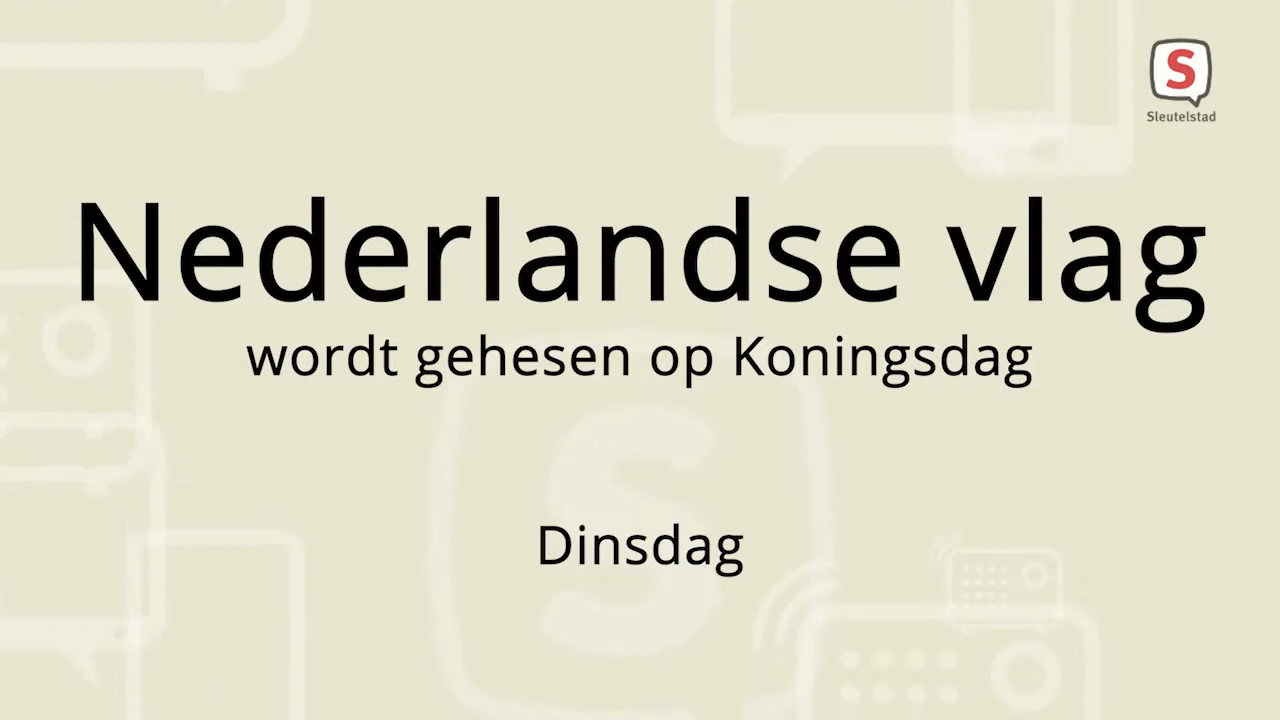 S
Sleutelstad
Nederlandse vlag
wordt gehesen op Koningsdag
Dinsdag